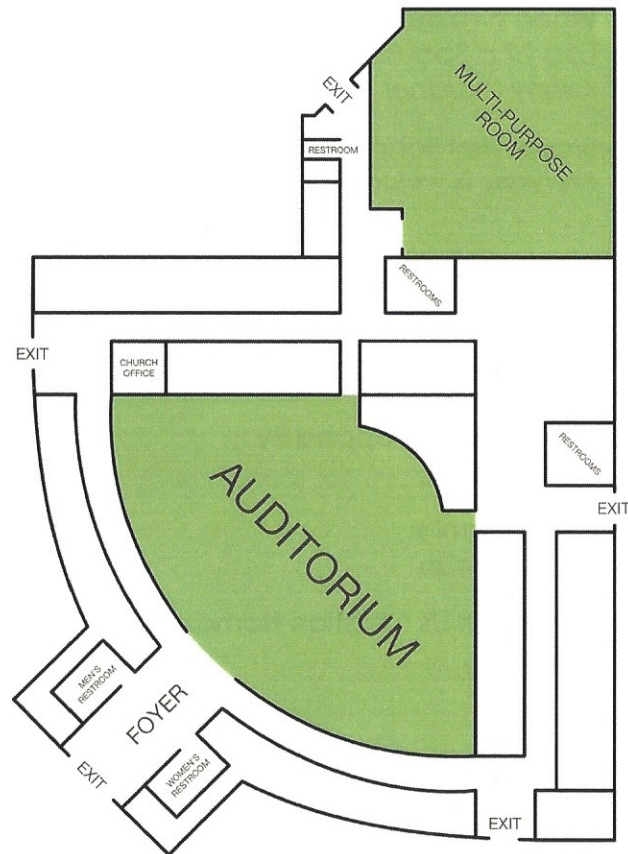 EXIT
MULTI-PURPOSE
ROOM
RESTROOM
RESTROOMS
EXIT
CHURCH
OFFICE
RESTROOMS
AUDITORIUM
EXIT
MEN'S
RESTROOM
FOYER
WOMEN'S
RESTROOM
EXIT
EXIT